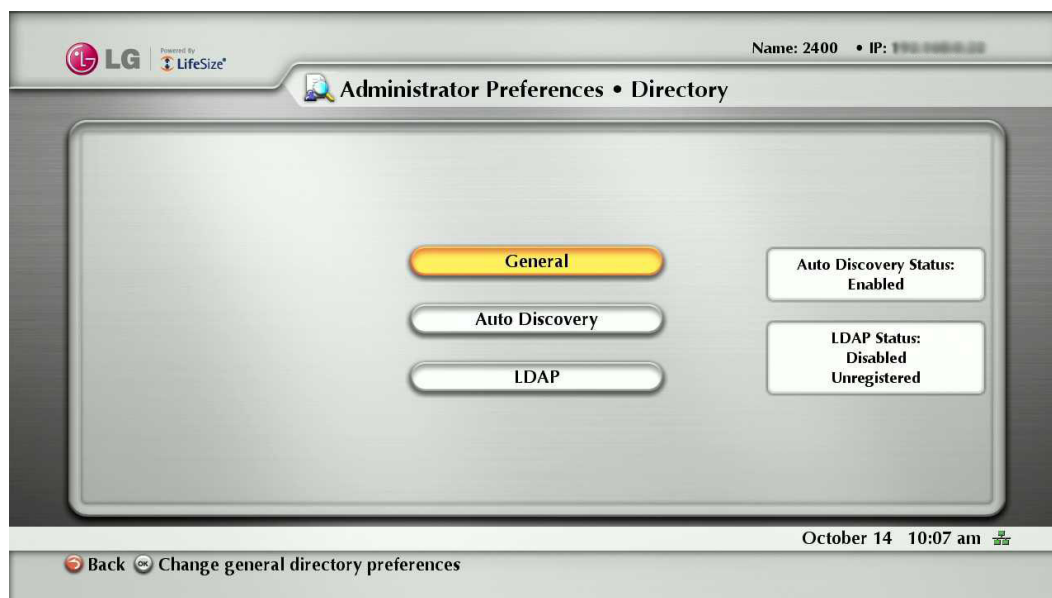 LG Powered by LifeSize Name: 2400 • IP:
Administrator Preferences • Directory
General
Auto Discovery
LDAP
Auto Discovery Status:
Enabled
LDAP Status:
Disabled
Unregistered
October 14 10:07 am
Back OK Change general directory preferences